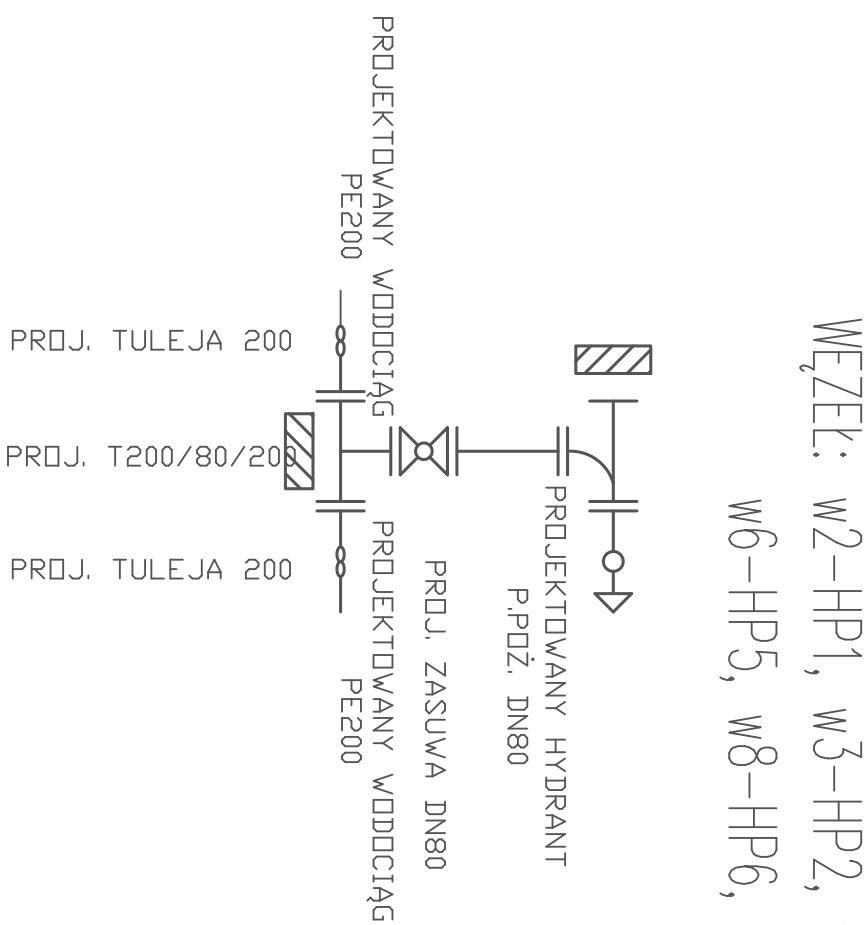 WĘZEŁ: w2-HP1, w3-HP2,
w6-HP5, w8-HP6,
PROJEKTOWANY HYDRANT
P.POŻ. DN80
PROJ. ZASUWA DN80
PROJEKTOWANY WODOCIĄG
PE200
PROJEKTOWANY WODOCIĄG
PE200
PROJ. TULEJA 200
PROJ. T200/80/200
PROJ. TULEJA 200